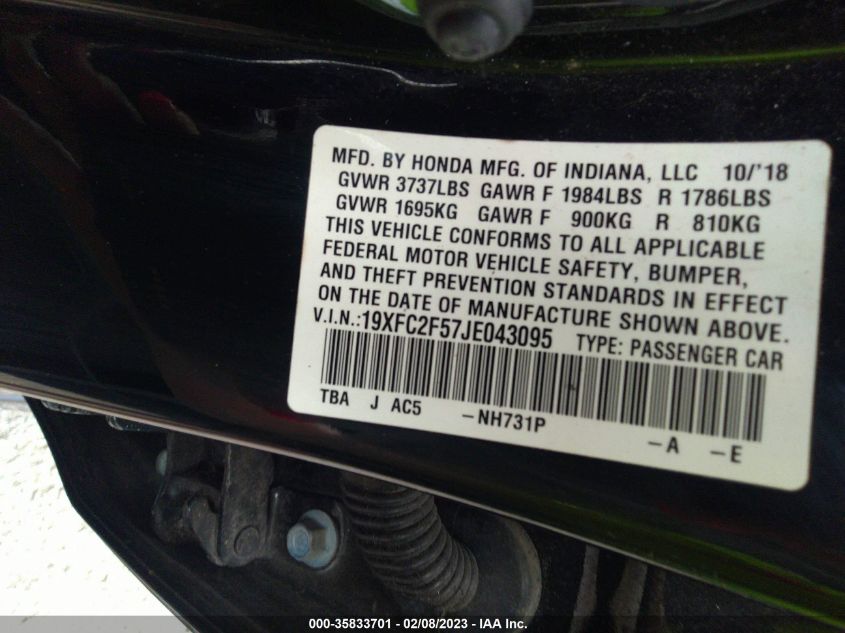 MFD. BY HONDA MFG. OF INDIANA, LLC 10/'18
GVWR 3737LBS GAWR F 1984LBS R 1786LBS
GVWR 1695KG GAWR F 900KG R 810KG
THIS VEHICLE CONFORMS TO ALL APPLICABLE
FEDERAL MOTOR VEHICLE SAFETY, BUMPER,
AND THEFT PREVENTION STANDARDS IN EFFECT
ON THE DATE OF MANUFACTURE SHOWN ABOVE.
V.I.N.:19XFC2F57JE043095 TYPE: PASSENGER CAR
TBA J AC5 -NH731P -A -E
000-35833701 — 02/08/2023 — IAA Inc.